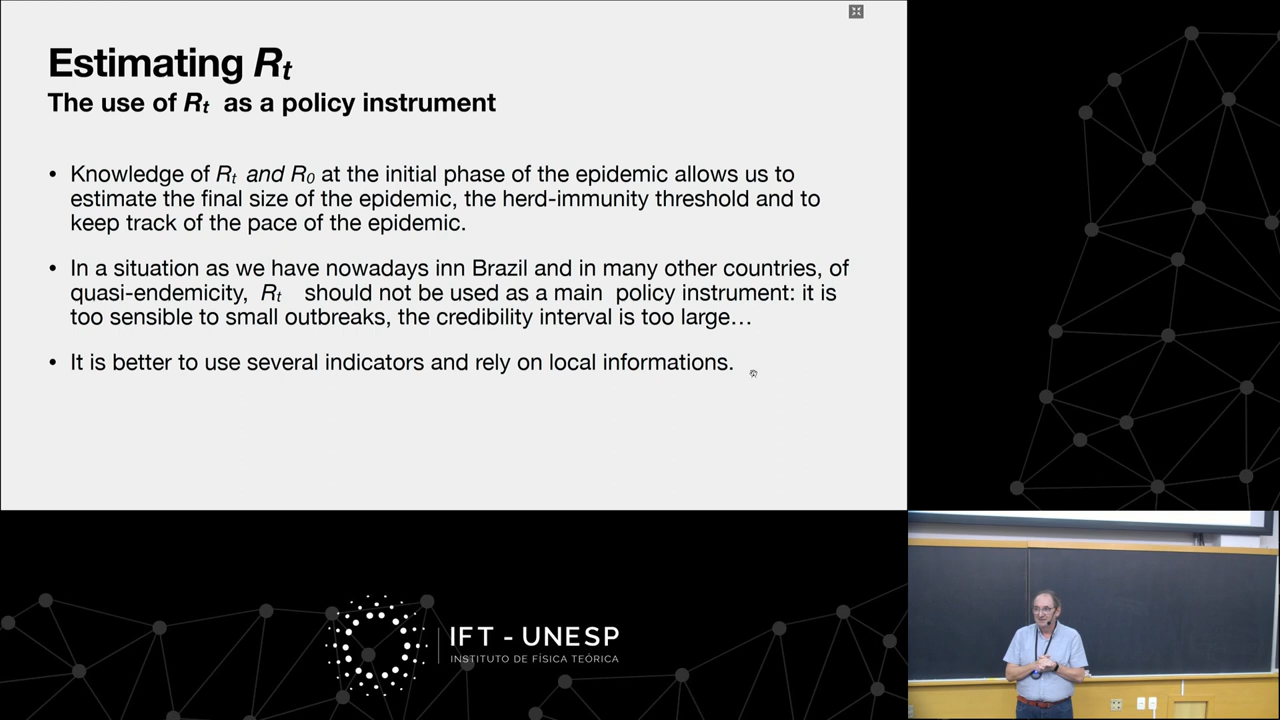 Estimating Rt
The use of Rt as a policy instrument
• Knowledge of Rt and R0 at the initial phase of the epidemic allows us to
estimate the final size of the epidemic, the herd-immunity threshold and to
keep track of the pace of the epidemic.
• In a situation as we have nowadays inn Brazil and in many other countries, of
quasi-endemicity, Rt should not be used as a main policy instrument: it is
too sensible to small outbreaks, the credibility interval is too large…
• It is better to use several indicators and rely on local informations.
IFT - UNESP
INSTITUTO DE FÍSICA TEÓRICA